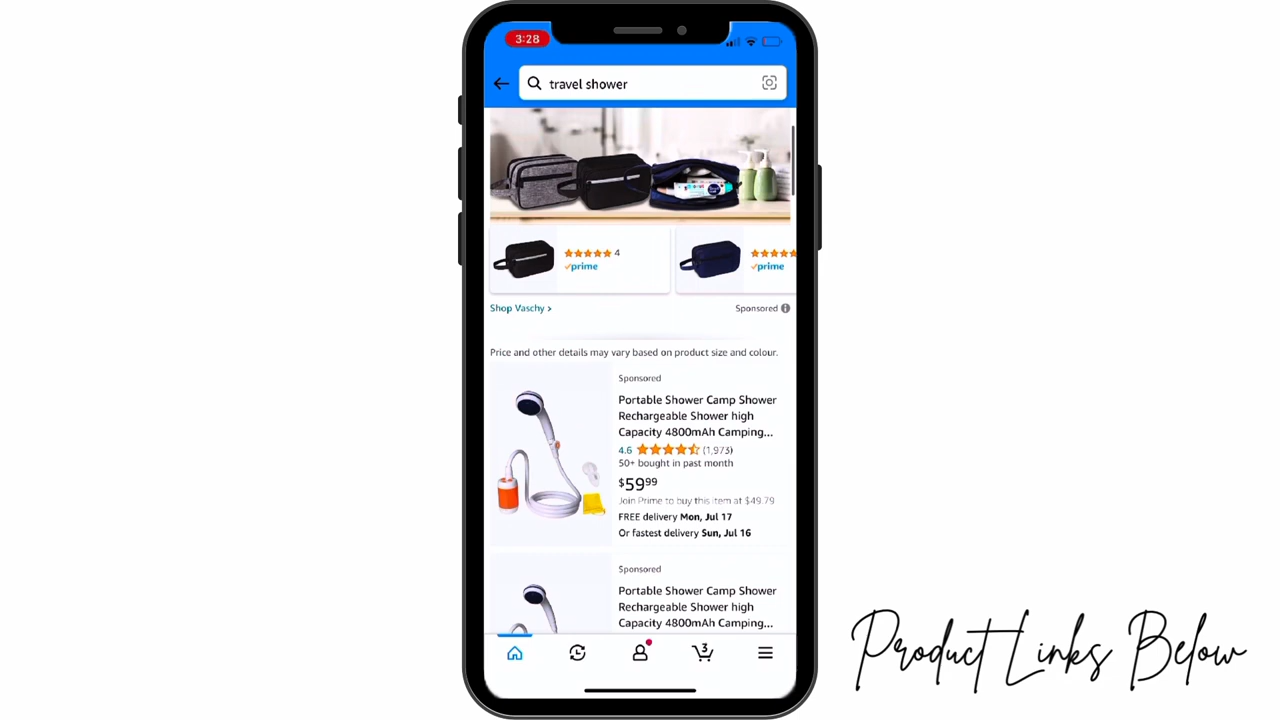 3:28
travel shower
4
prime
prime
Shop Vaschy >
Sponsored
Price and other details may vary based on product size and colour.
Sponsored
Portable Shower Camp Shower
Rechargeable Shower high
Capacity 4800mAh Camping...
4.6 (1,973)
50+ bought in past month
$59 99
Join Prime to buy this item at $49.79
FREE delivery Mon, Jul 17
Or fastest delivery Sun, Jul 16
Sponsored
Portable Shower Camp Shower
Rechargeable Shower high
Capacity 4800mAh Camping...
3
Product Links Below